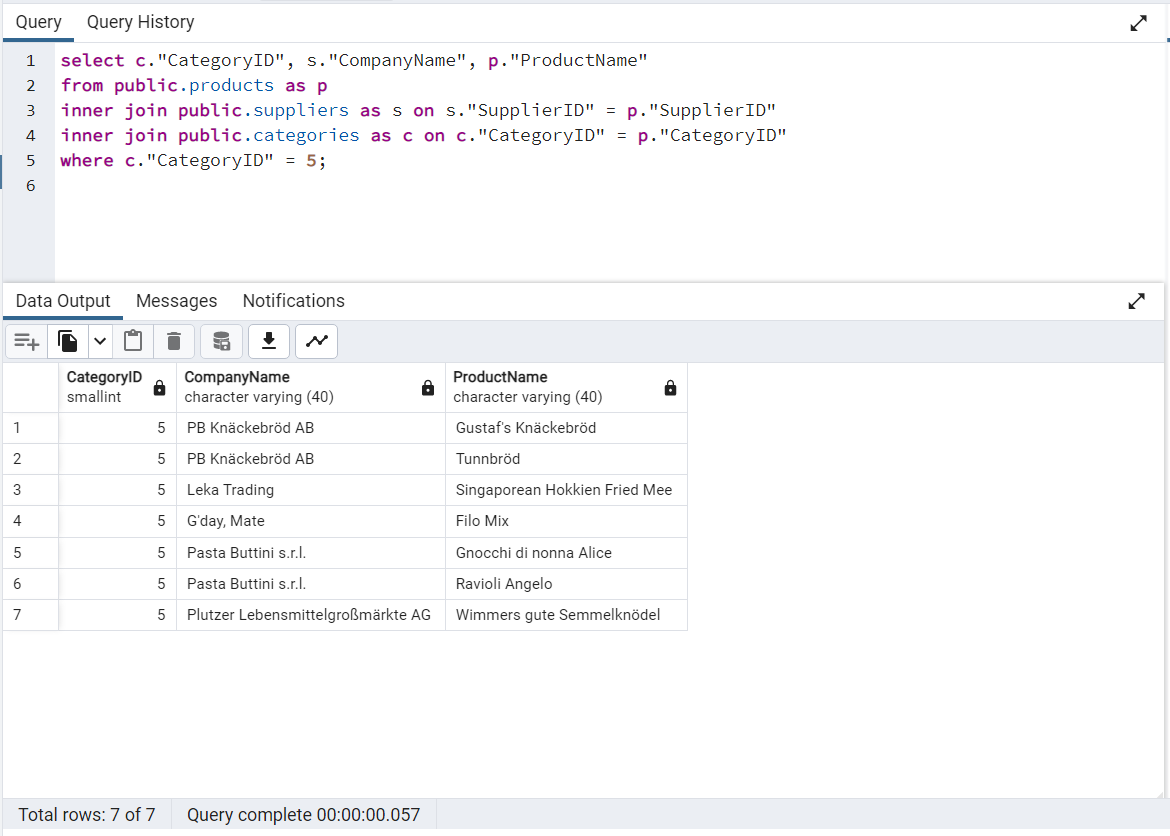 Query Query History
1 select c."CategoryID", s."CompanyName", p."ProductName"
2 from public.products as p
3 inner join public.suppliers as s on s."SupplierID" = p."SupplierID"
4 inner join public.categories as c on c."CategoryID" = p."CategoryID"
5 where c."CategoryID" = 5;
6
Data Output Messages Notifications
CategoryID CompanyName ProductName
smallint character varying (40) character varying (40)
1 5 PB Knäckebröd AB Gustaf's Knäckebröd
2 5 PB Knäckebröd AB Tunnbröd
3 5 Leka Trading Singaporean Hokkien Fried Mee
4 5 G'day, Mate Filo Mix
5 5 Pasta Buttini s.r.l. Gnocchi di nonna Alice
6 5 Pasta Buttini s.r.l. Ravioli Angelo
7 5 Plutzer Lebensmittelgroßmärkte AG Wimmers gute Semmelknödel
Total rows: 7 of 7 Query complete 00:00:00.057